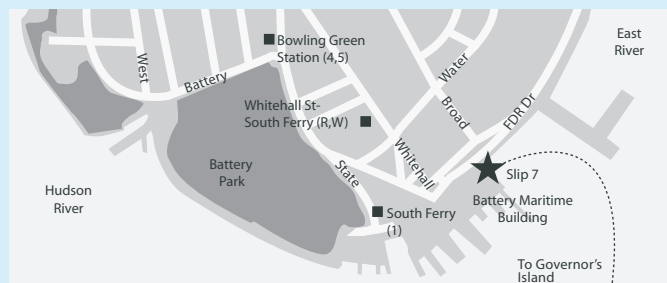 East
River
Bowling Green
Station (4,5)
West
Battery
Water
Whitehall St-
South Ferry (R,W)
Broad
FDR Dr
Whitehall
State
Battery
Park
Slip 7
Hudson
River
Battery Maritime
Building
South Ferry
(1)
To Governor's
Island